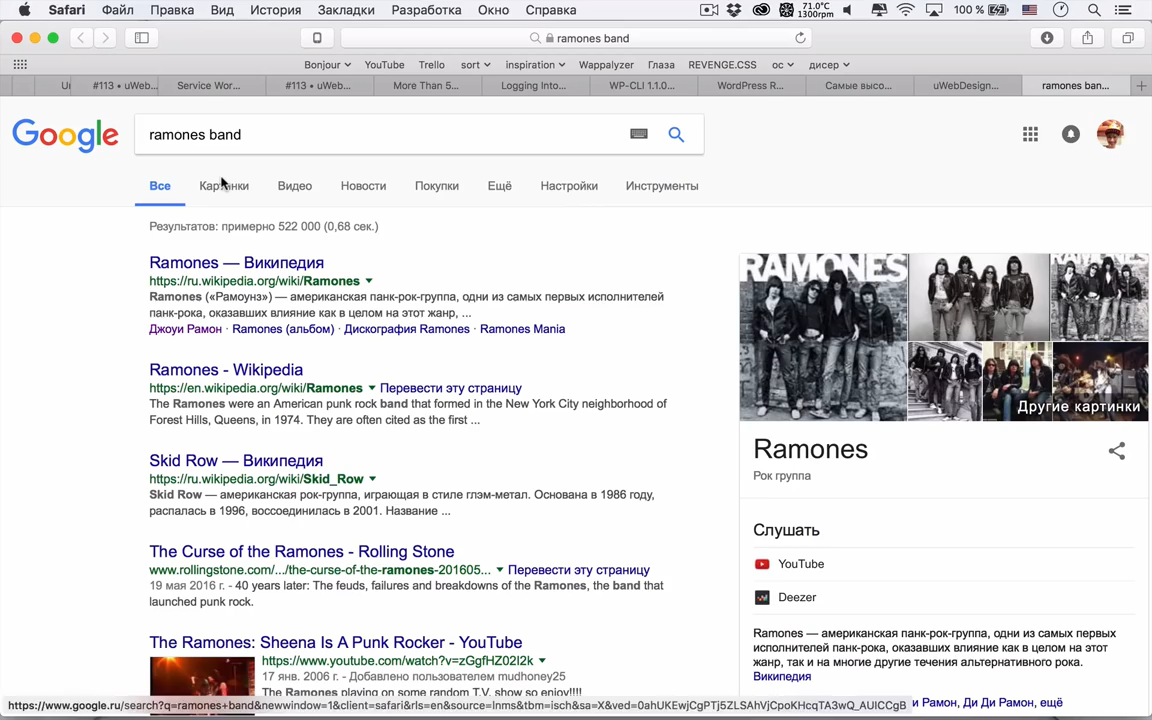 Safari Файл Правка Вид История Закладки Разработка Окно Справка 71.0°C 1300rpm 100 %
ramones band
Bonjour YouTube Trello sort inspiration Wappalyzer Глаза REVENGE.CSS ос дисер
#113 • uWeb... Service Wor... #113 • uWeb... More Than 5... Logging Into... WP-CLI 1.1.0... WordPress R... Самые высо... uWebDesign... ramones ban...
Google ramones band
Все Картинки Видео Новости Покупки Ещё Настройки Инструменты
Результатов: примерно 522 000 (0,68 сек.)
Ramones — Википедия
https://ru.wikipedia.org/wiki/Ramones
Ramones («Рамоунз») — американская панк-рок-группа, одни из самых первых исполнителей
панк-рока, оказавших влияние как в целом на этот жанр, ...
Джоуи Рамон · Ramones (альбом) · Дискография Ramones · Ramones Mania
Ramones - Wikipedia
https://en.wikipedia.org/wiki/Ramones Перевести эту страницу
The Ramones were an American punk rock band that formed in the New York City neighborhood of
Forest Hills, Queens, in 1974. They are often cited as the first ...
Skid Row — Википедия
https://ru.wikipedia.org/wiki/Skid_Row
Skid Row — американская рок-группа, играющая в стиле глэм-метал. Основана в 1986 году,
распалась в 1996, воссоединилась в 2001. Название ...
The Curse of the Ramones - Rolling Stone
www.rollingstone.com/.../the-curse-of-the-ramones-201605... Перевести эту страницу
19 мая 2016 г. - 40 years later: The feuds, failures and breakdowns of the Ramones, the band that
launched punk rock.
The Ramones: Sheena Is A Punk Rocker - YouTube
https://www.youtube.com/watch?v=zGgfHZ02I2k
17 янв. 2006 г. - Добавлено пользователем mudhoney25
The Ramones playing on some random T.V. show so enjoy!!!!
RAMONES
RAMONES
Другие картинки
Ramones
Рок группа
Слушать
YouTube
Deezer
Ramones — американская панк-рок-группа, одни из самых первых
исполнителей панк-рока, оказавших влияние как в целом на этот
жанр, так и на многие другие течения альтернативного рока.
Википедия
и Рамон, Ди Ди Рамон, ещё
https://www.google.ru/search?q=ramones+band&newwindow=1&client=safari&rls=en&source=lnms&tbm=isch&sa=X&ved=0ahUKEwjCgPTj5ZLSAhVjCpoKHcqTA3wQ_AUICCgB